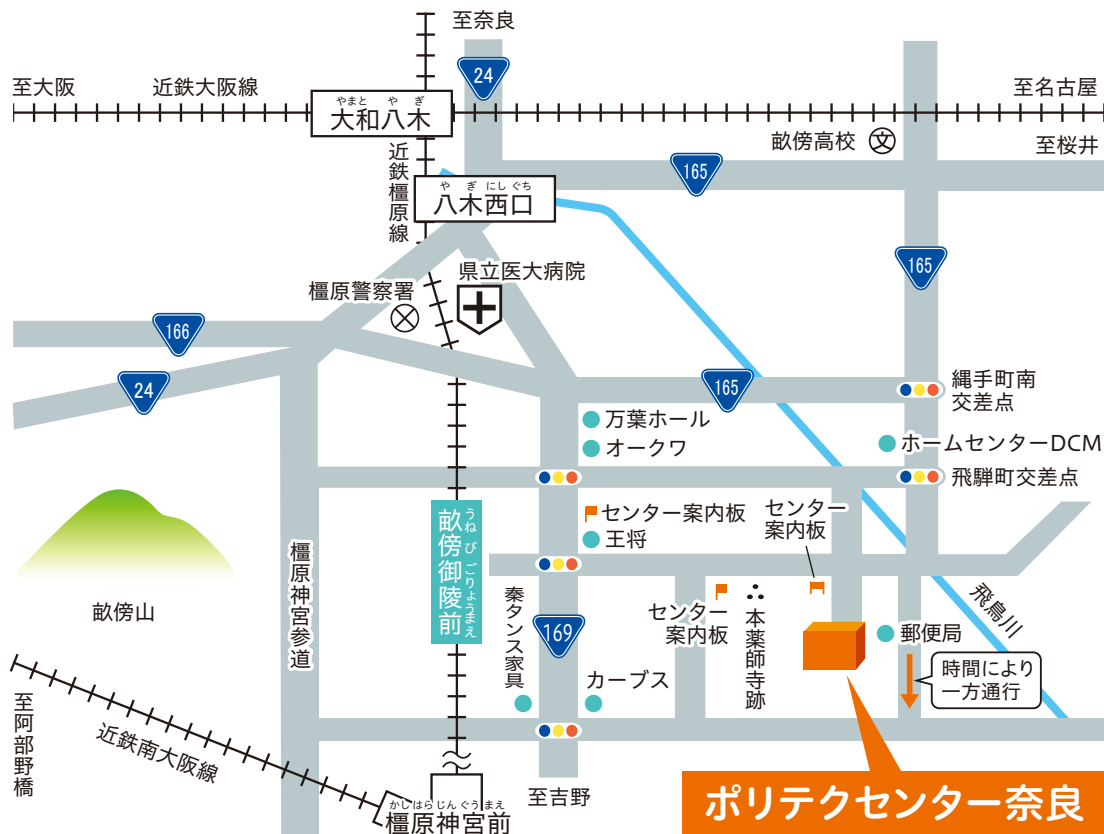 至奈良
24
至大阪
近鉄大阪線
至名古屋
やまと や ぎ
大和八木
畝傍高校
文
至桜井
近鉄橿原線
165
や ぎ にし ぐち
八木西口
165
県立医大病院
橿原警察署
166
24
165
縄手町南
交差点
万葉ホール
オークワ
ホームセンターDCM
飛騨町交差点
センター案内板
王将
センター
案内板
うね び ごりょうまえ
畝傍御陵前
橿原神宮参道
畝傍山
秦タンス家具
169
カーブス
センター
案内板
本薬師寺跡
飛鳥川
郵便局
時間により
一方通行
至阿部野橋
近鉄南大阪線
かし はら じん ぐう まえ
橿原神宮前
至吉野
ポリテクセンター奈良